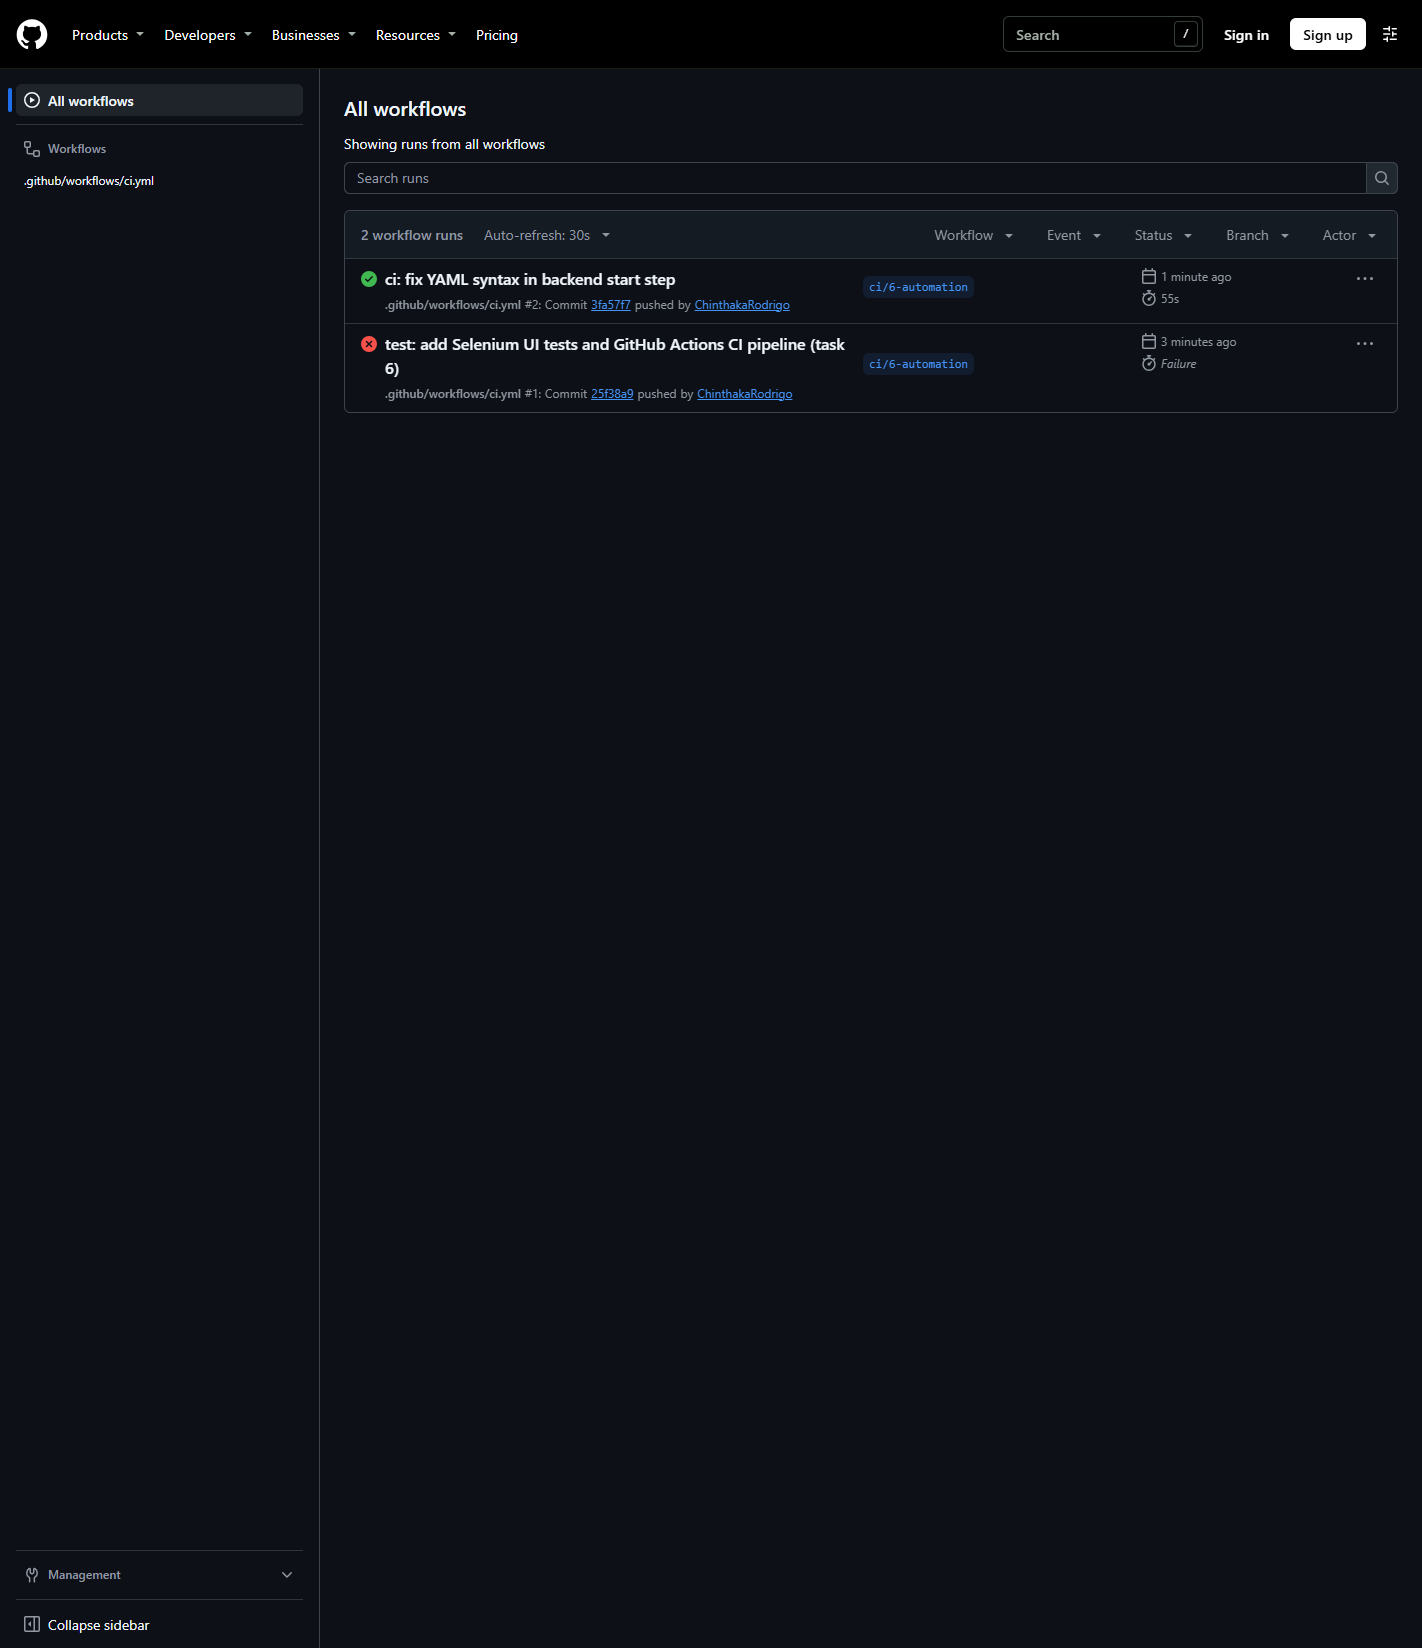 Products Developers Businesses Resources Pricing Search / Sign in Sign up
All workflows
Workflows
.github/workflows/ci.yml
All workflows
Showing runs from all workflows
Search runs
2 workflow runs Auto-refresh: 30s Workflow Event Status Branch Actor
ci: fix YAML syntax in backend start step
.github/workflows/ci.yml #2: Commit 3fa57f7 pushed by ChinthakaRodrigo
ci/6-automation
1 minute ago
55s
test: add Selenium UI tests and GitHub Actions CI pipeline (task
6)
.github/workflows/ci.yml #1: Commit 25f38a9 pushed by ChinthakaRodrigo
ci/6-automation
3 minutes ago
Failure
Management
Collapse sidebar